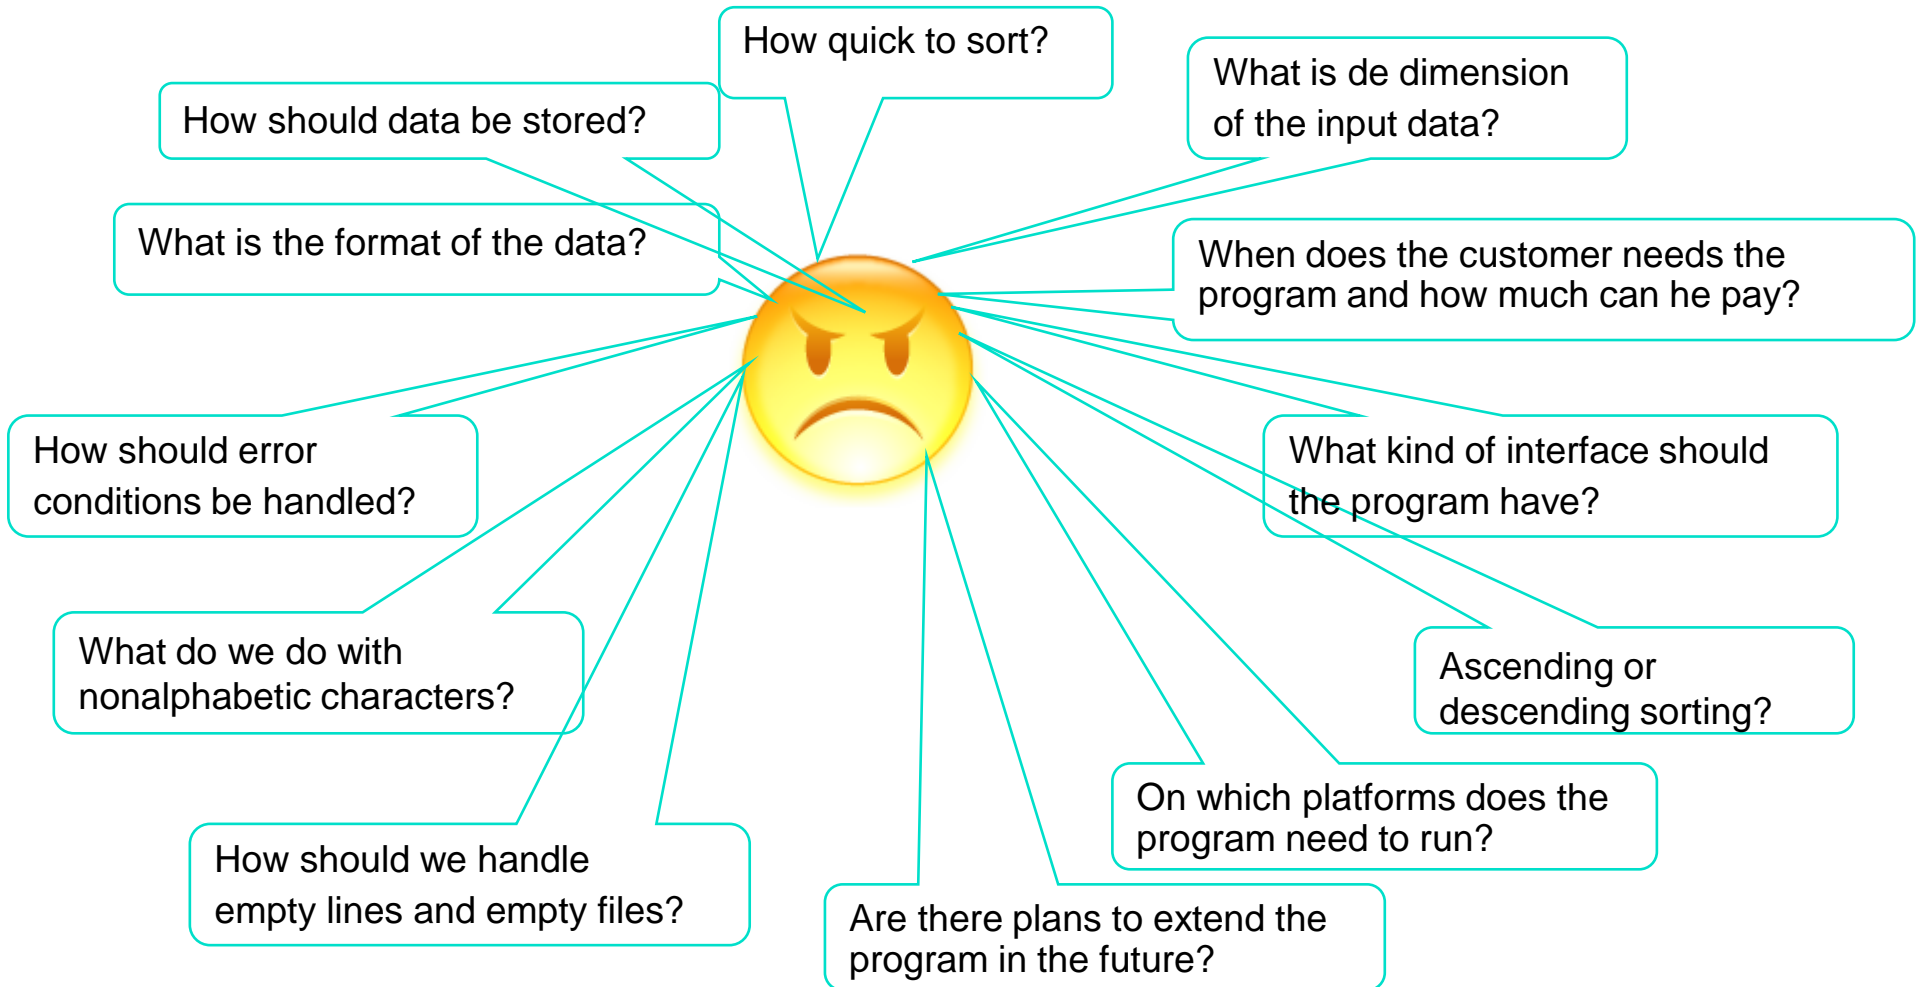 How quick to sort?
What is de dimension
of the input data?
How should data be stored?
What is the format of the data?
When does the customer needs the
program and how much can he pay?
How should error
conditions be handled?
What kind of interface should
the program have?
What do we do with
nonalphabetic characters?
Ascending or
descending sorting?
On which platforms does the
program need to run?
How should we handle
empty lines and empty files?
Are there plans to extend the
program in the future?